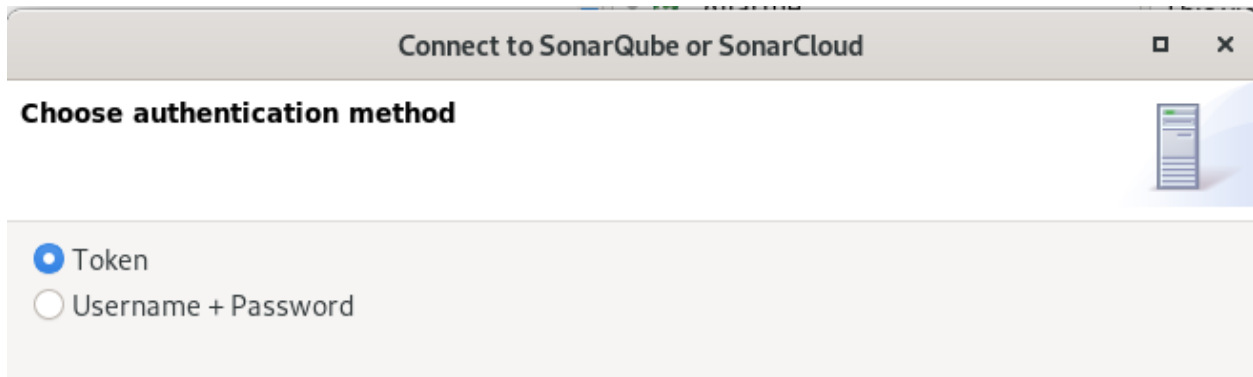 Connect to SonarQube or SonarCloud
Choose authentication method
Token
Username + Password